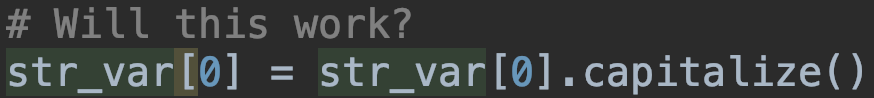 # Will this work?
str_var[0] = str_var[0].capitalize()